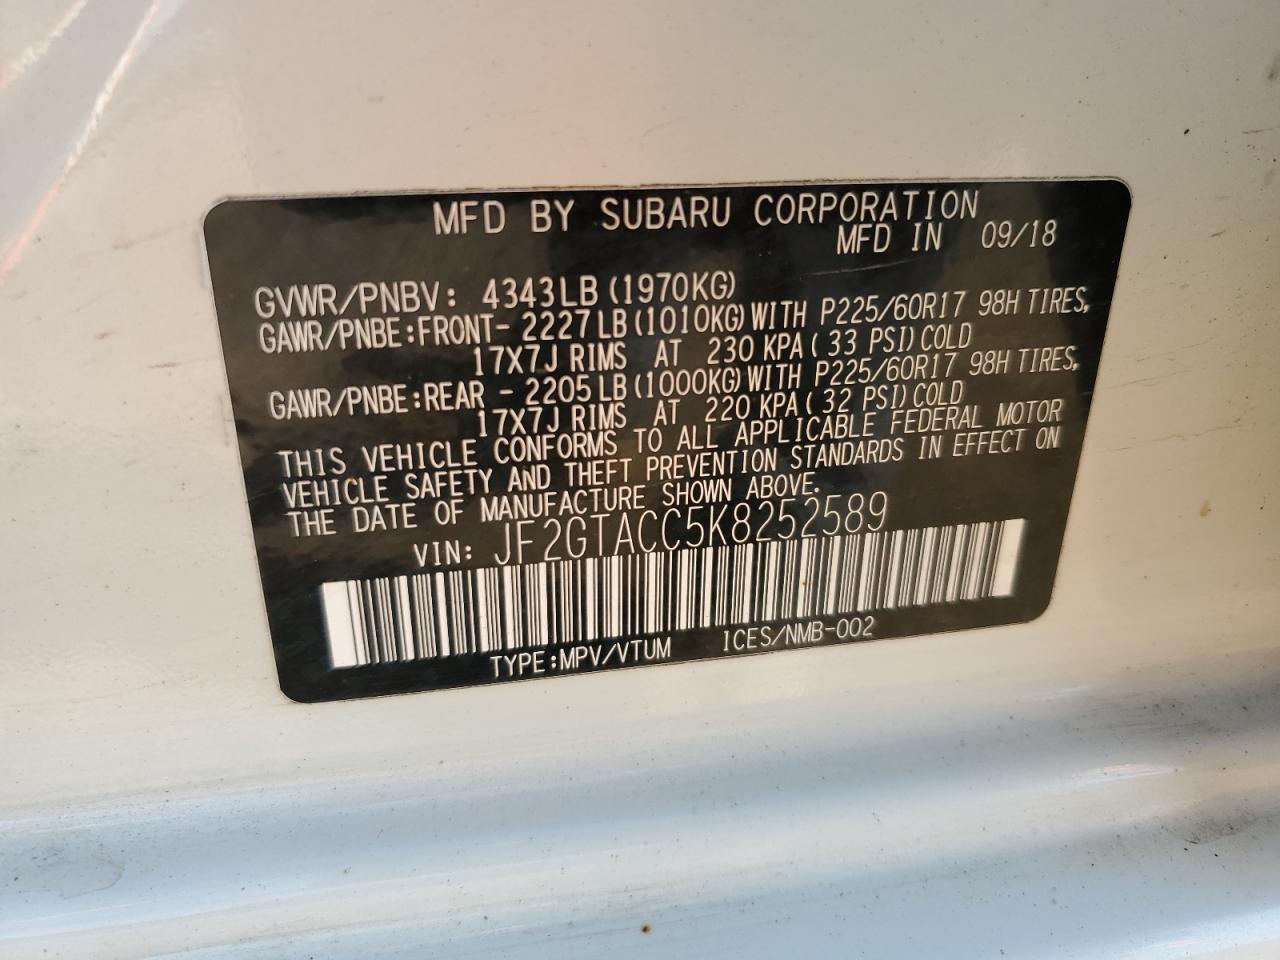 MFD BY SUBARU CORPORATION
MFD IN 09/18
GVWR/PNBV: 4343LB(1970KG)
GAWR/PNBE:FRONT- 2227LB(1010KG)WITH P225/60R17 98H TIRES,
17X7J RIMS AT 230 KPA(33 PSI)COLD
GAWR/PNBE:REAR - 2205LB(1000KG)WITH P225/60R17 98H TIRES,
17X7J RIMS AT 220 KPA(32 PSI)COLD
THIS VEHICLE CONFORMS TO ALL APPLICABLE FEDERAL MOTOR
VEHICLE SAFETY AND THEFT PREVENTION STANDARDS IN EFFECT ON
THE DATE OF MANUFACTURE SHOWN ABOVE.
VIN: JF2GTACC5K8252589
TYPE:MPV/VTUM ICES/NMB-002